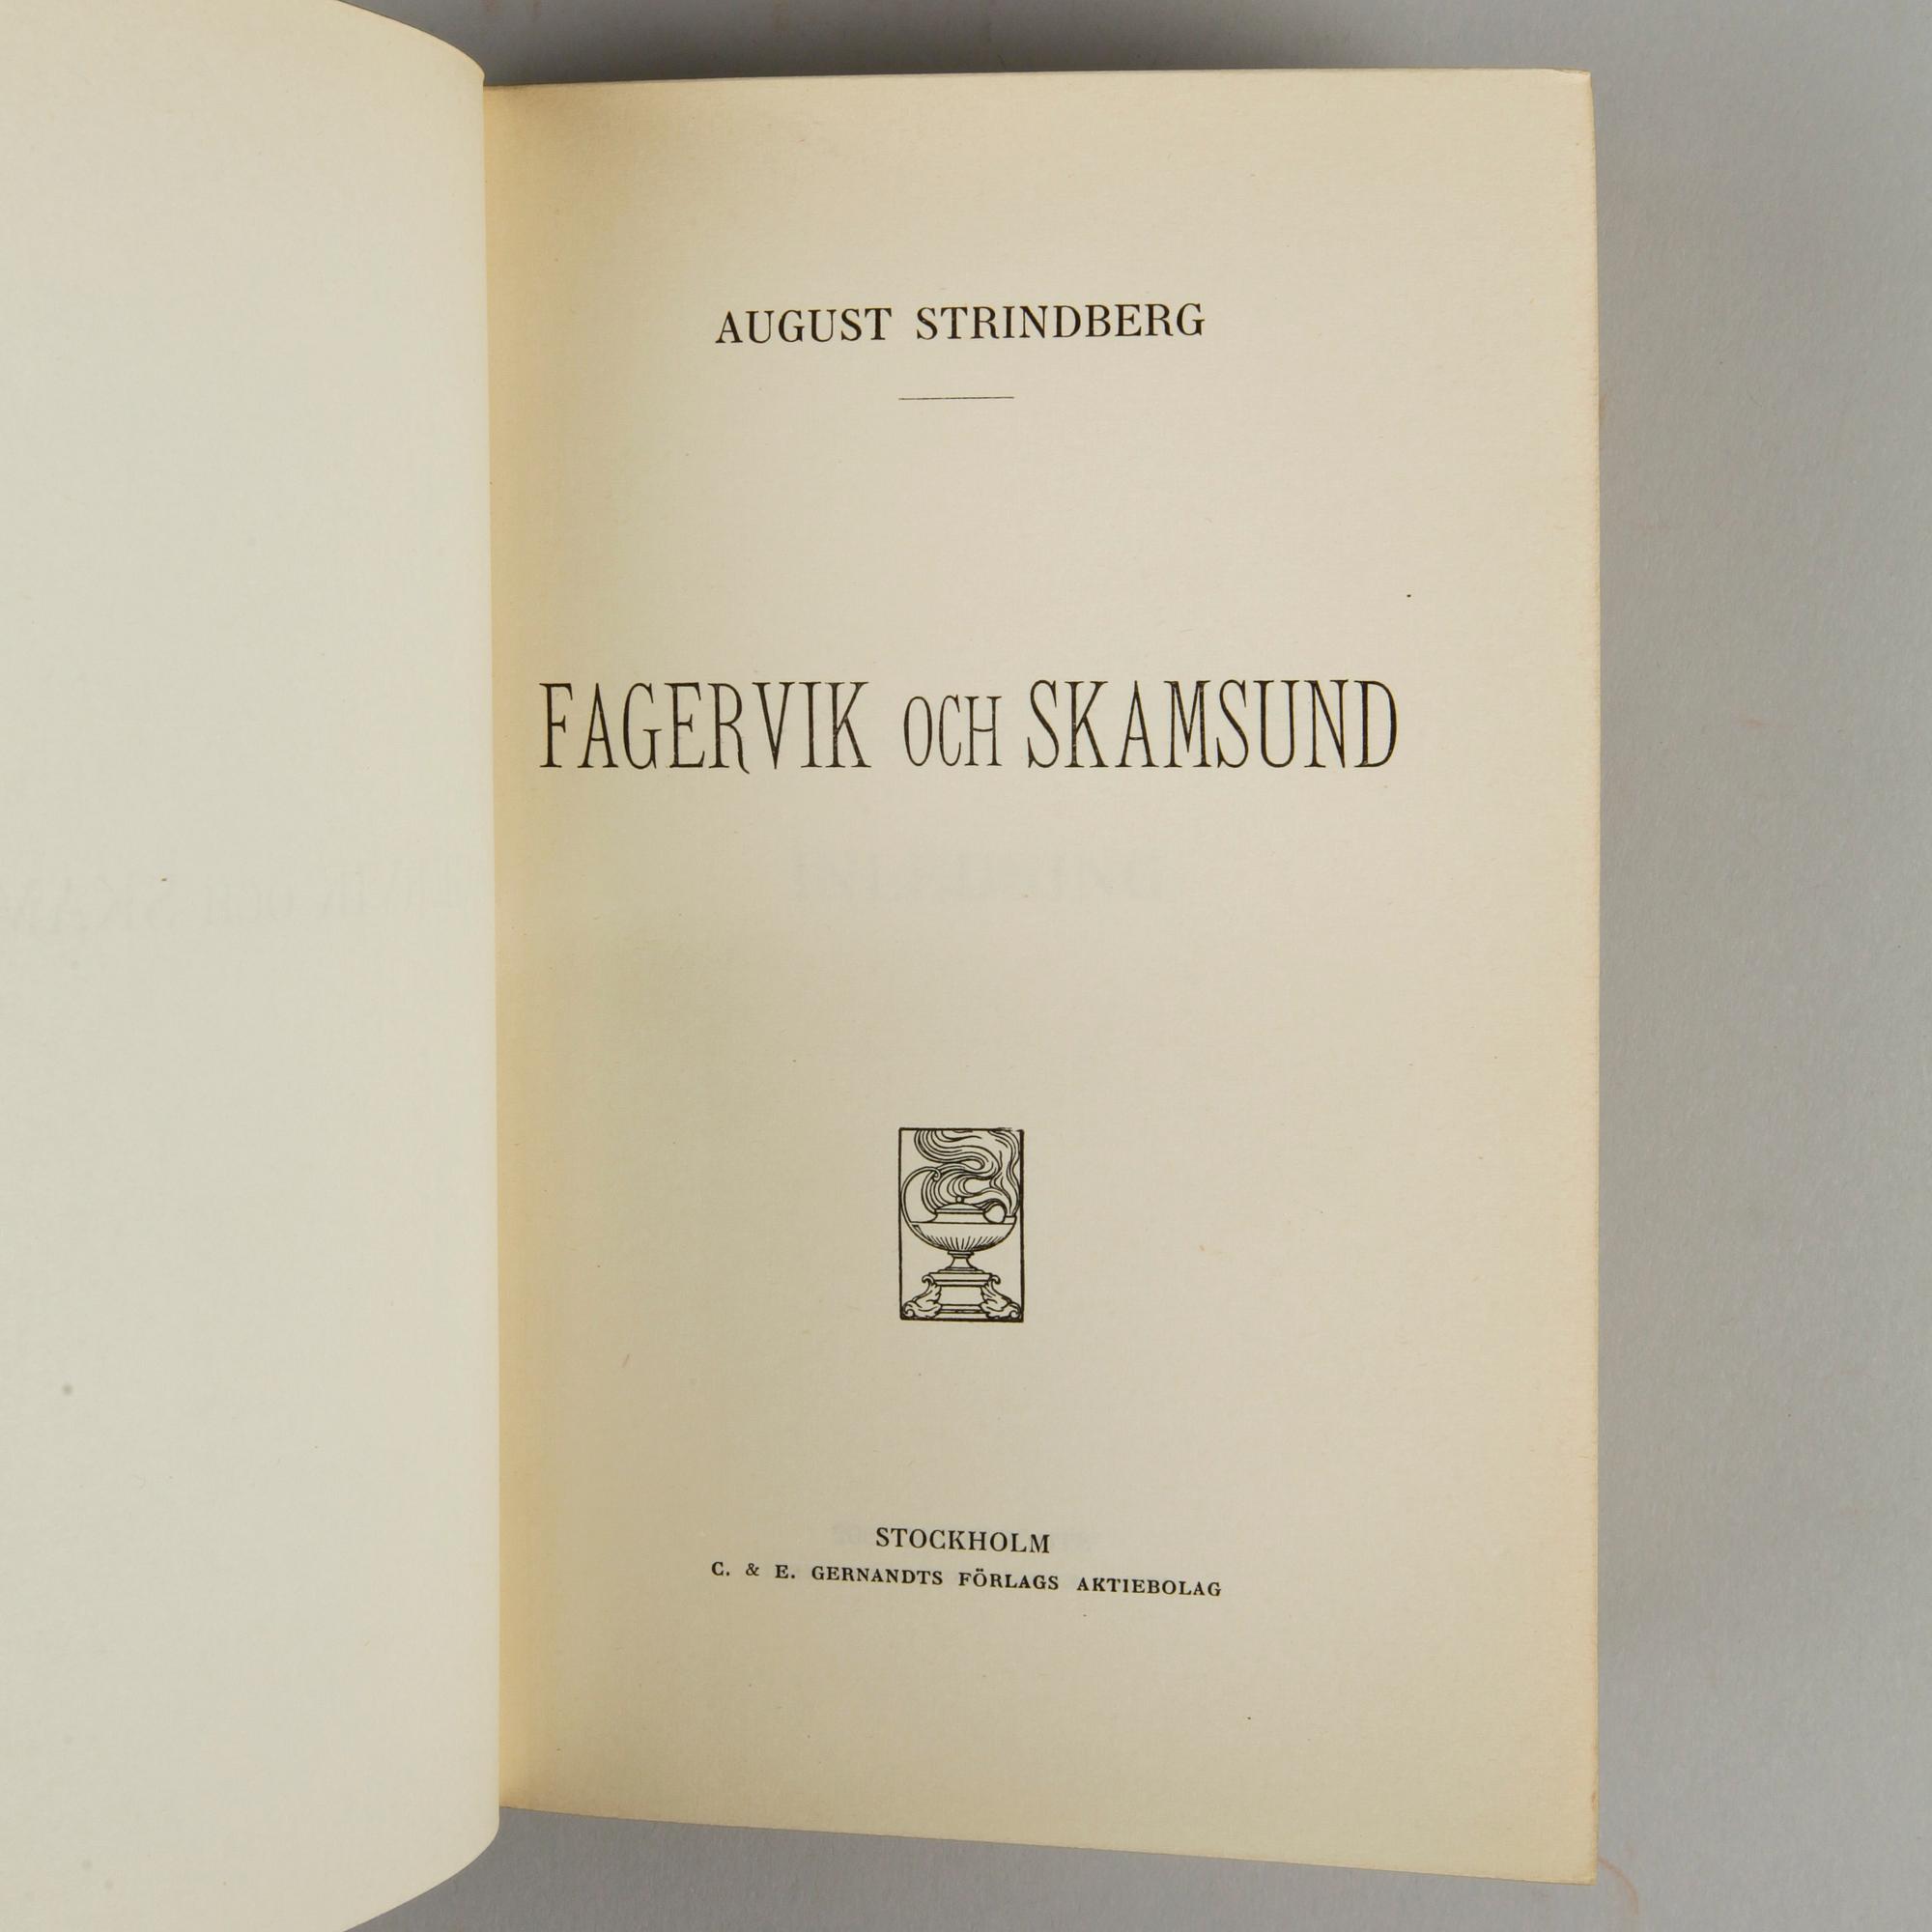 AUGUST STRINDBERG
FAGERVIK OCH SKAMSUND
STOCKHOLM
C. & E. GERNANDTS FÖRLAGS AKTIEBOLAG